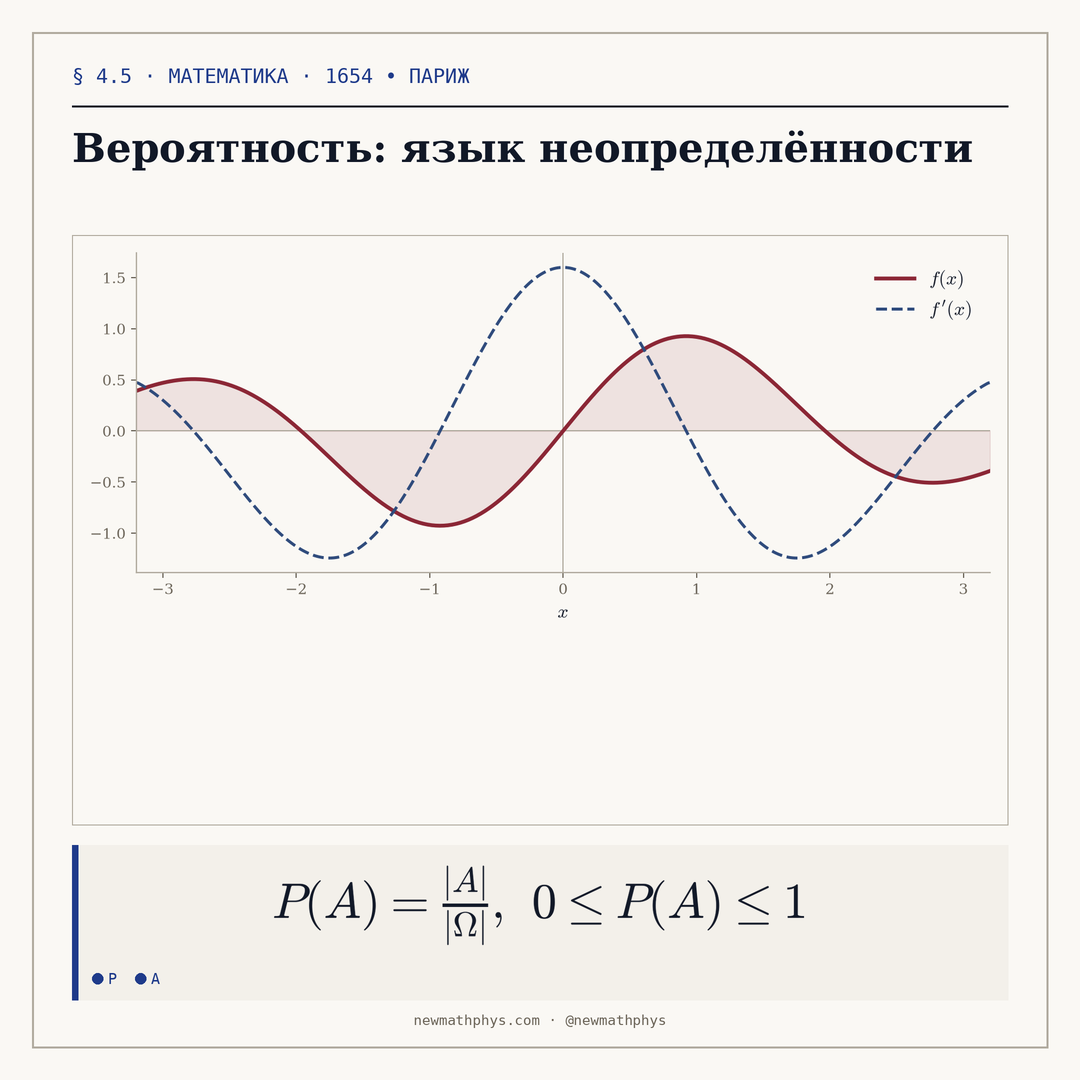 § 4.5 · МАТЕМАТИКА · 1654 • ПАРИЖ
Вероятность: язык неопределённости
1.5
1.0
0.5
0.0
−0.5
−1.0
f(x)
f′(x)
−3 −2 −1 0 1 2 3
x
P(A) = |A|/|Ω|, 0 ≤ P(A) ≤ 1
● P ● A
newmathphys.com · @newmathphys